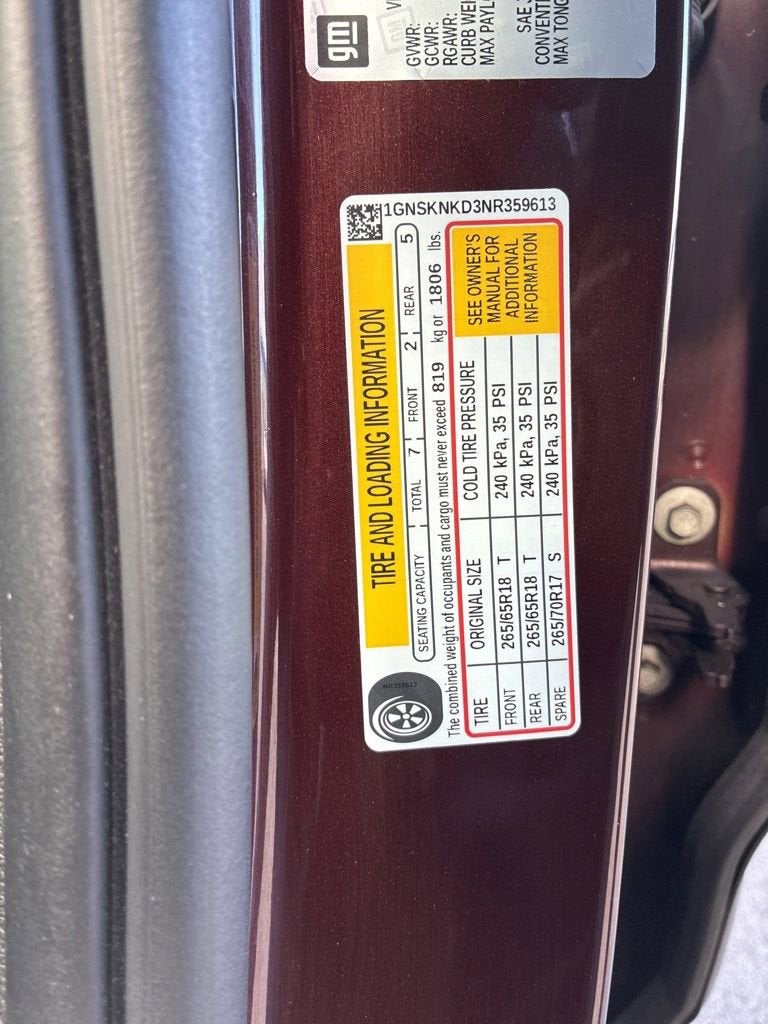 gm
GVWR:
GCWR:
RGAWR:
CURB WEI
MAX PAYL
SAE J
CONVENTI
MAX TONG
1GNSKNKD3NR359613
TIRE AND LOADING INFORMATION
SEATING CAPACITY TOTAL 7 FRONT 2 REAR 5
The combined weight of occupants and cargo must never exceed 819 kg or 1806 lbs.
TIRE ORIGINAL SIZE COLD TIRE PRESSURE
FRONT 265/65R18 T 240 kPa, 35 PSI
REAR 265/65R18 T 240 kPa, 35 PSI
SPARE 265/70R17 S 240 kPa, 35 PSI
SEE OWNER'S
MANUAL FOR
ADDITIONAL
INFORMATION
NR359613